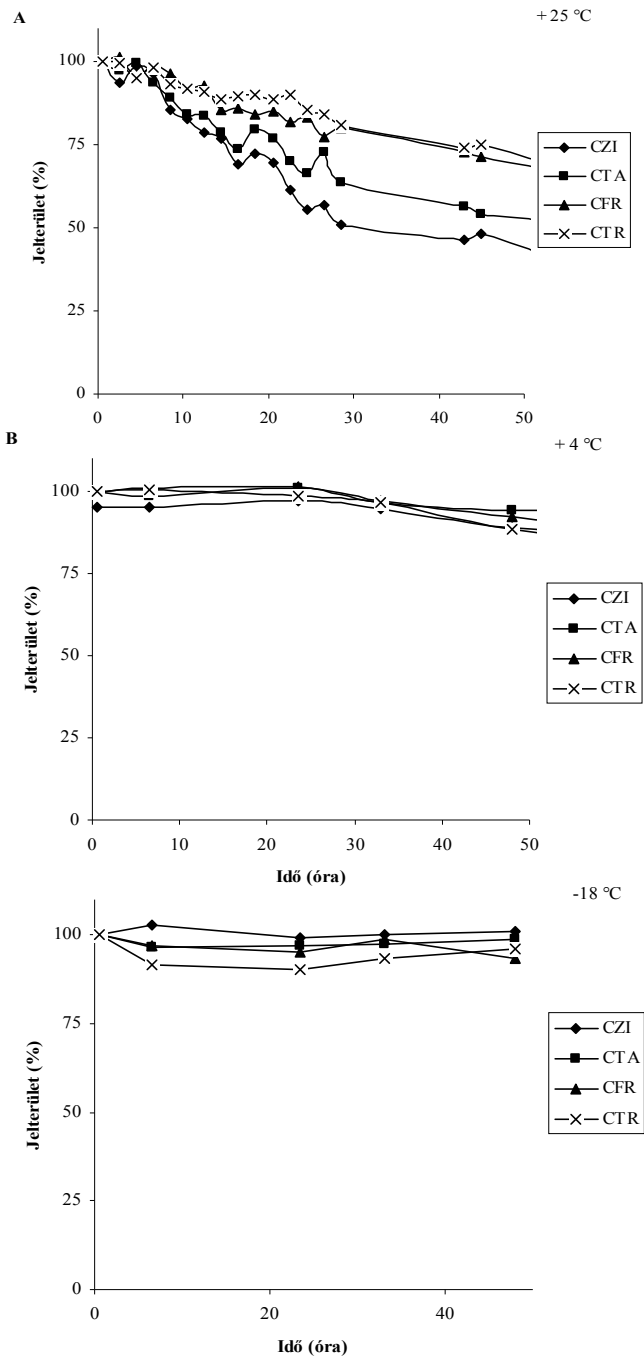 A
+ 25 °C
100
75
50
25
0
Jelterület (%)
0 10 20 30 40 50
CZI
CTA
CFR
CTR
B
+ 4 °C
100
75
50
25
0
Jelterület (%)
0 10 20 30 40 50
Idő (óra)
CZI
CTA
CFR
CTR
-18 °C
100
75
50
25
0
Jelterület (%)
0 20 40
Idő (óra)
CZI
CTA
CFR
CTR